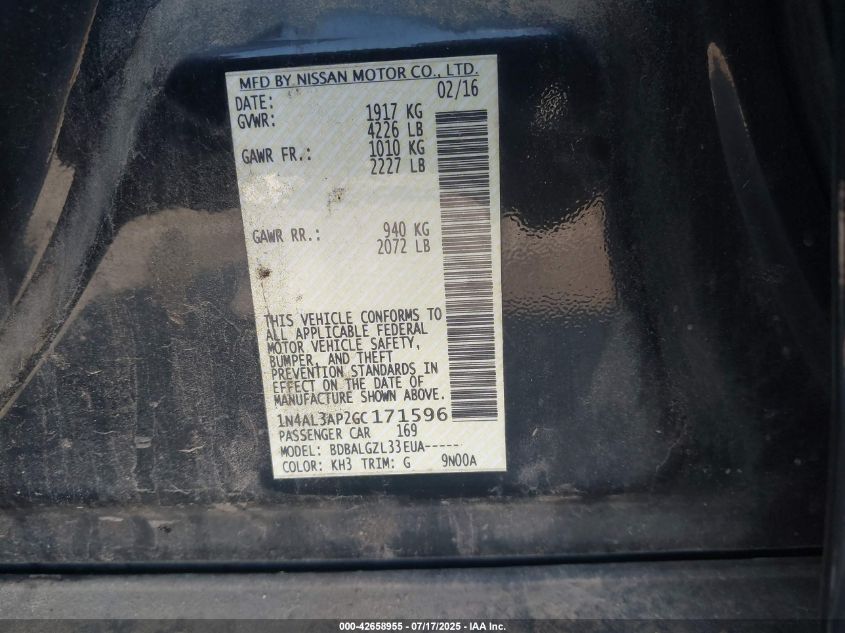 MFD BY NISSAN MOTOR CO., LTD.
DATE: 02/16
GVWR: 1917 KG
4226 LB
GAWR FR.: 1010 KG
2227 LB
GAWR RR.: 940 KG
2072 LB
THIS VEHICLE CONFORMS TO
ALL APPLICABLE FEDERAL
MOTOR VEHICLE SAFETY,
BUMPER, AND THEFT
PREVENTION STANDARDS IN
EFFECT ON THE DATE OF
MANUFACTURE SHOWN ABOVE.
1N4AL3AP2GC171596
PASSENGER CAR 169
MODEL: BDBALGZL33EUA-----
COLOR: KH3 TRIM: G 9N00A
000-42658955 / 07/17/2025 - IAA Inc.